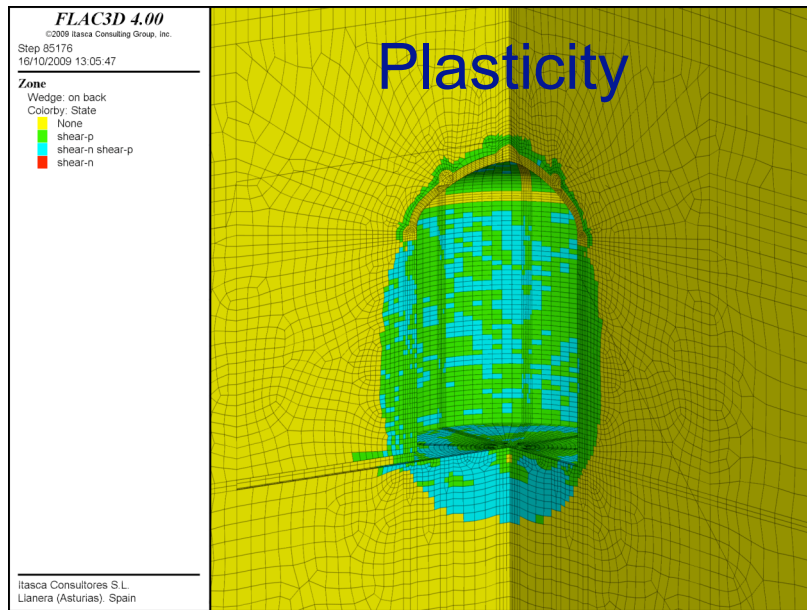 FLAC3D 4.00
©2009 Itasca Consulting Group, Inc.
Step 85176
16/10/2009 13:05:47
Zone
Wedge: on back
Colorby: State
None
shear-p
shear-n shear-p
shear-n
Plasticity
Itasca Consultores S.L.
Llanera (Asturias). Spain